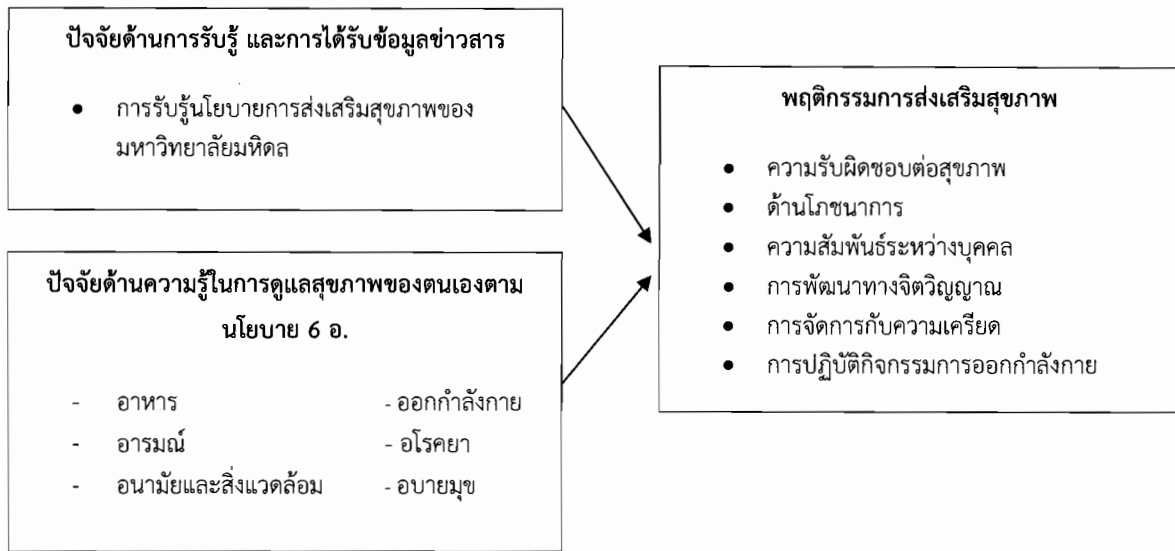 ปัจจัยด้านการรับรู้ และการได้รับข้อมูลข่าวสาร
● การรับรู้นโยบายการส่งเสริมสุขภาพของ
มหาวิทยาลัยมหิดล
ปัจจัยด้านความรู้ในการดูแลสุขภาพของตนเองตาม
นโยบาย 6 อ.
- อาหาร - ออกกำลังกาย
- อารมณ์ - อโรคยา
- อนามัยและสิ่งแวดล้อม - อบายมุข
พฤติกรรมการส่งเสริมสุขภาพ
● ความรับผิดชอบต่อสุขภาพ
● ด้านโภชนาการ
● ความสัมพันธ์ระหว่างบุคคล
● การพัฒนาทางจิตวิญญาณ
● การจัดการกับความเครียด
● การปฏิบัติกิจกรรมการออกกำลังกาย